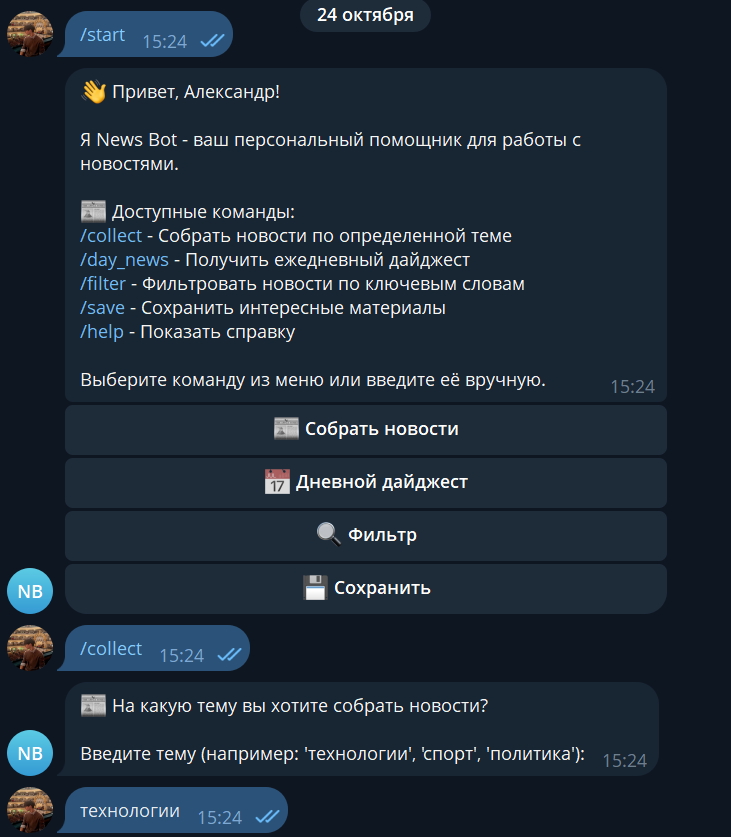 24 октября
/start 15:24
👋 Привет, Александр!
Я News Bot - ваш персональный помощник для работы с
новостями.
📰 Доступные команды:
/collect - Собрать новости по определенной теме
/day_news - Получить ежедневный дайджест
/filter - Фильтровать новости по ключевым словам
/save - Сохранить интересные материалы
/help - Показать справку
Выберите команду из меню или введите её вручную. 15:24
📰 Собрать новости
📅 Дневной дайджест
🔍 Фильтр
💾 Сохранить
NB
/collect 15:24
📰 На какую тему вы хотите собрать новости?
Введите тему (например: 'технологии', 'спорт', 'политика'): 15:24
NB
технологии 15:24